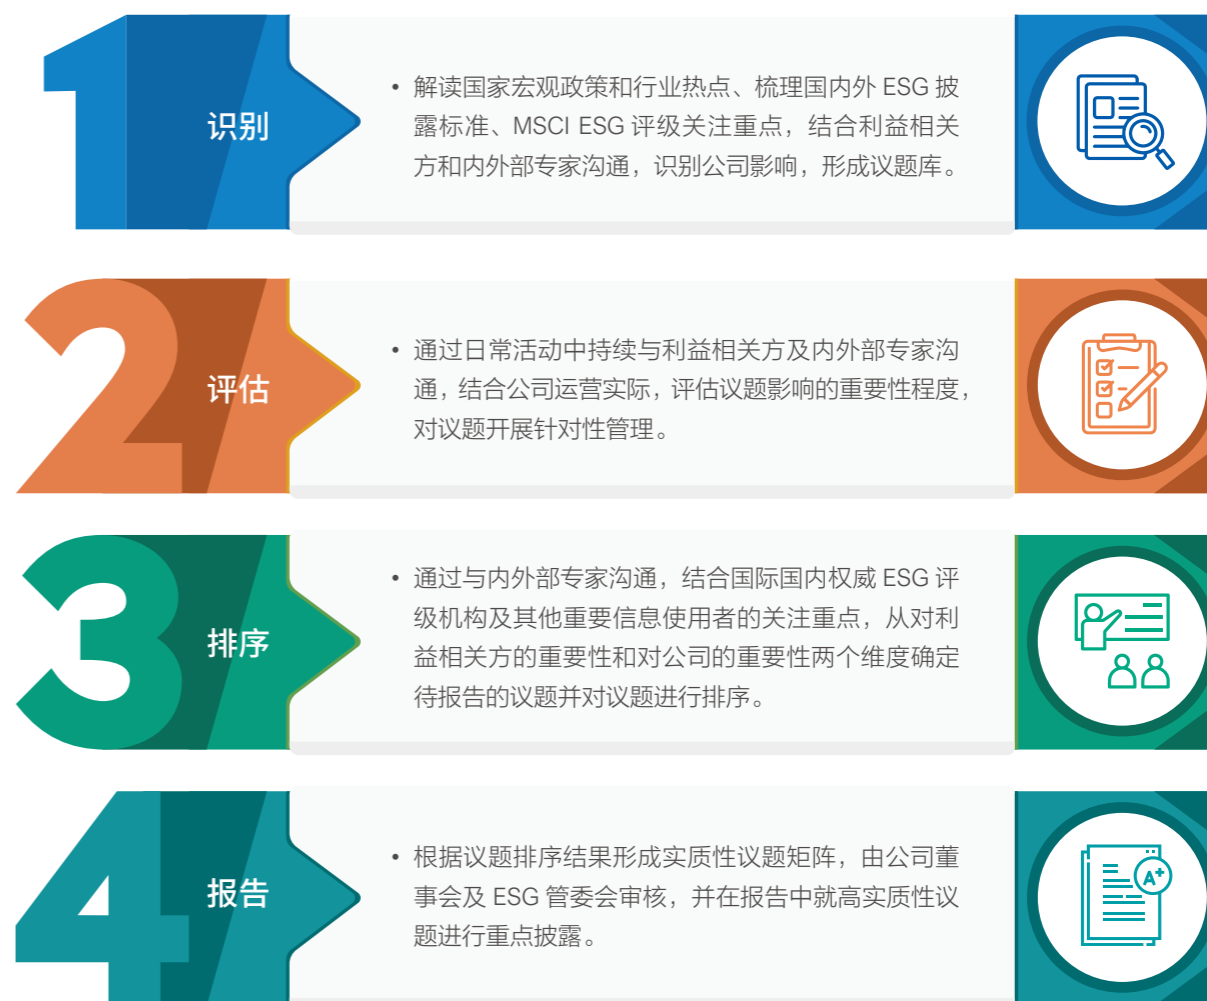 1
识别
• 解读国家宏观政策和行业热点、梳理国内外 ESG 披
露标准、MSCI ESG 评级关注重点，结合利益相关
方和内外部专家沟通，识别公司影响，形成议题库。
2
评估
• 通过日常活动中持续与利益相关方及内外部专家沟
通，结合公司运营实际，评估议题影响的重要性程度，
对议题开展针对性管理。
3
排序
• 通过与内外部专家沟通，结合国际国内权威 ESG 评
级机构及其他重要信息使用者的关注重点，从对利
益相关方的重要性和对公司的重要性两个维度确定
待报告的议题并对议题进行排序。
4
报告
• 根据议题排序结果形成实质性议题矩阵，由公司董
事会及 ESG 管委会审核，并在报告中就高实质性议
题进行重点披露。
A+